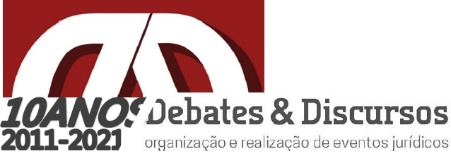 10ANOS Debates & Discursos
2011-2021 organização e realização de eventos jurídicos